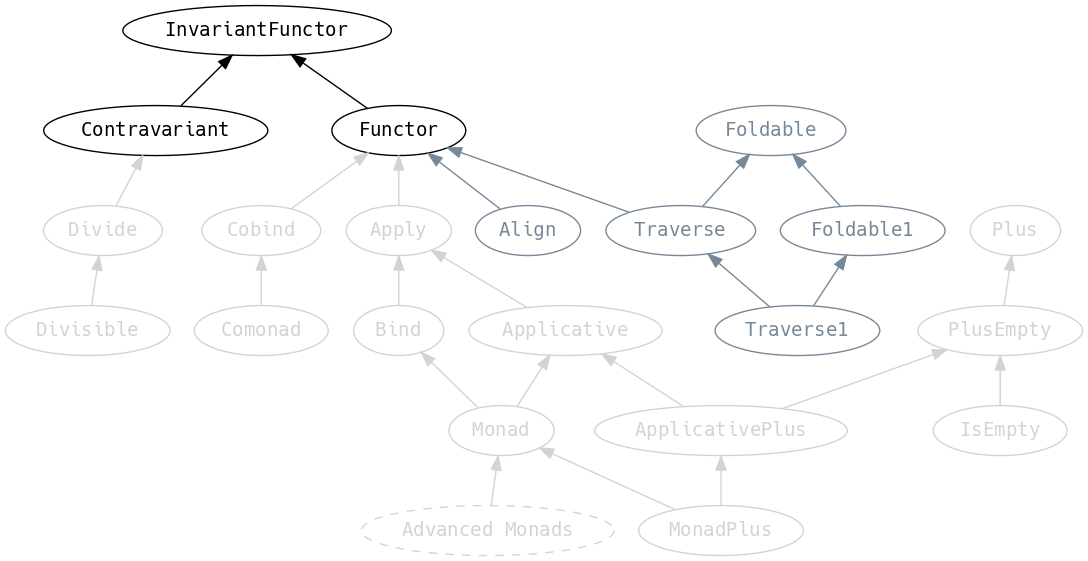 InvariantFunctor
Contravariant
Functor
Foldable
Divide
Cobind
Apply
Align
Traverse
Foldable1
Plus
Divisible
Comonad
Bind
Applicative
Traverse1
PlusEmpty
Monad
ApplicativePlus
IsEmpty
Advanced Monads
MonadPlus